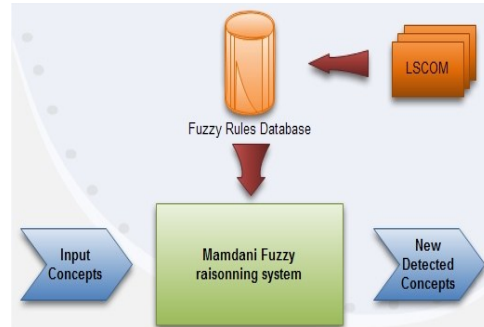 LSCOM
Fuzzy Rules Database
Input
Concepts
Mamdani Fuzzy
raisonning system
New
Detected
Concepts